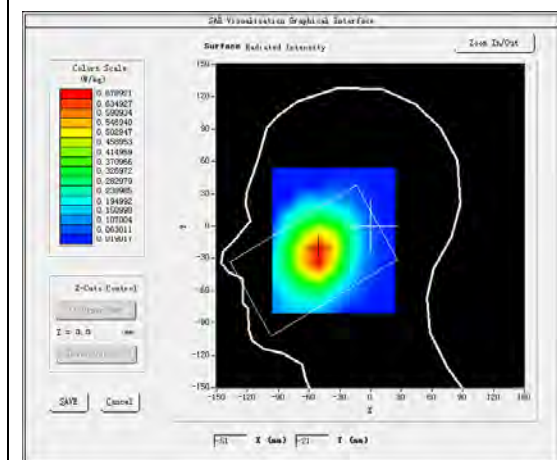 SAR Visualisation Graphical Interface
Surface Radiated Intensity
Zoom In/Out
Colors Scale
(W/kg)
0.678921
0.634927
0.590934
0.546940
0.502947
0.458953
0.414959
0.370966
0.326972
0.282979
0.238985
0.194992
0.150998
0.107004
0.063011
0.019017
150
120
90
60
30
0
-30
-60
-90
-120
-150
Y
-150 -120 -90 -60 -30 0 30 60 90 120 150
X
Z-Cuts Control
Z = 0.0 mm
SAVE Cancel
-51 X (mm) -21 Y (mm)